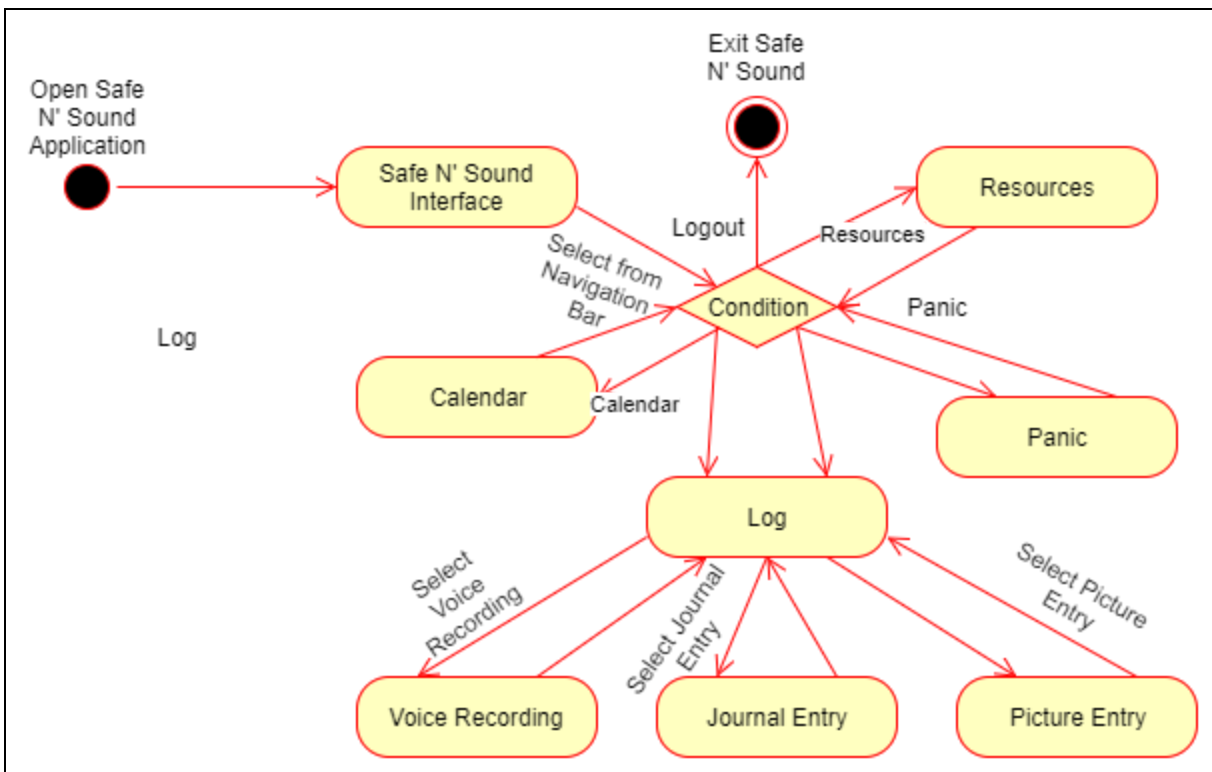 Exit Safe
N' Sound
Open Safe
N' Sound
Application
Safe N' Sound
Interface
Resources
Logout
Resources
Select from
Navigation
Bar
Condition
Panic
Log
Calendar
Calendar
Panic
Log
Select
Voice
Recording
Select Journal
Entry
Select Picture
Entry
Voice Recording
Journal Entry
Picture Entry